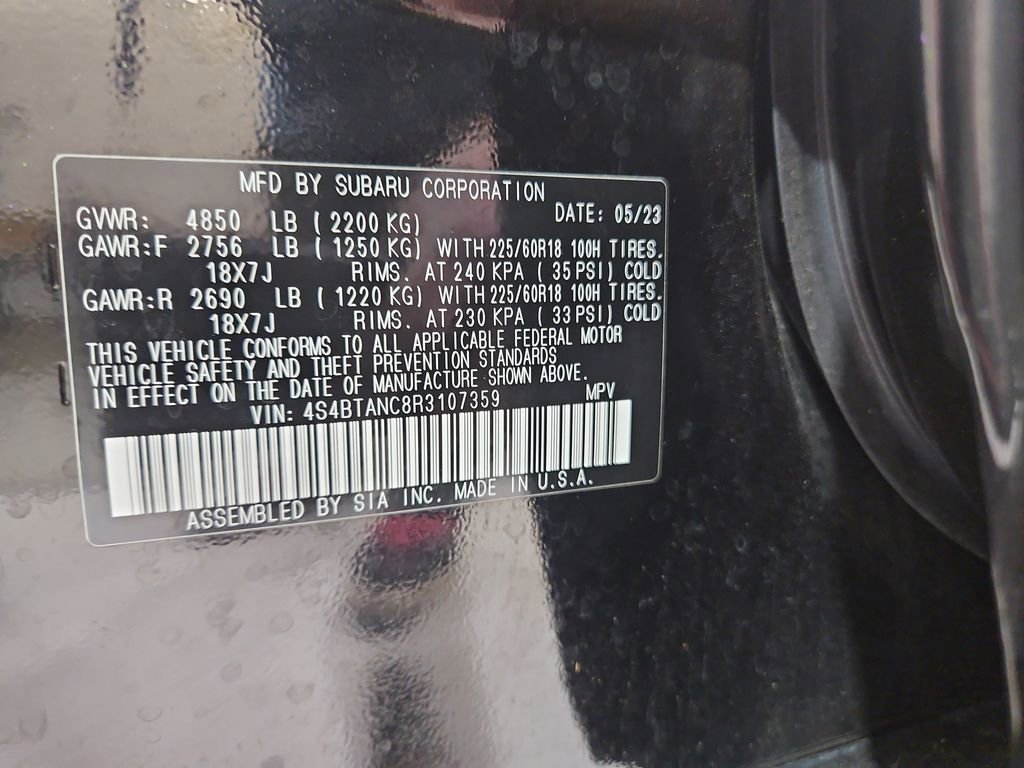 MFD BY SUBARU CORPORATION
GVWR: 4850 LB ( 2200 KG) DATE: 05/23
GAWR:F 2756 LB ( 1250 KG) WITH 225/60R18 100H TIRES.
18X7J RIMS. AT 240 KPA ( 35 PSI) COLD
GAWR:R 2690 LB ( 1220 KG) WITH 225/60R18 100H TIRES.
18X7J RIMS. AT 230 KPA ( 33 PSI) COLD
THIS VEHICLE CONFORMS TO ALL APPLICABLE FEDERAL MOTOR
VEHICLE SAFETY AND THEFT PREVENTION STANDARDS
IN EFFECT ON THE DATE OF MANUFACTURE SHOWN ABOVE.
VIN: 4S4BTANC8R3107359 MPV
ASSEMBLED BY SIA INC. MADE IN U.S.A.